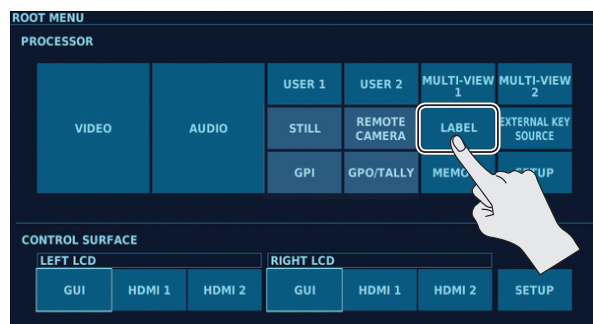 ROOT MENU
PROCESSOR
VIDEO
AUDIO
USER 1
USER 2
MULTI-VIEW
1
MULTI-VIEW
2
STILL
REMOTE
CAMERA
LABEL
EXTERNAL KEY
SOURCE
GPI
GPO/TALLY
CONTROL SURFACE
LEFT LCD
RIGHT LCD
GUI
HDMI 1
HDMI 2
GUI
HDMI 1
HDMI 2
SETUP